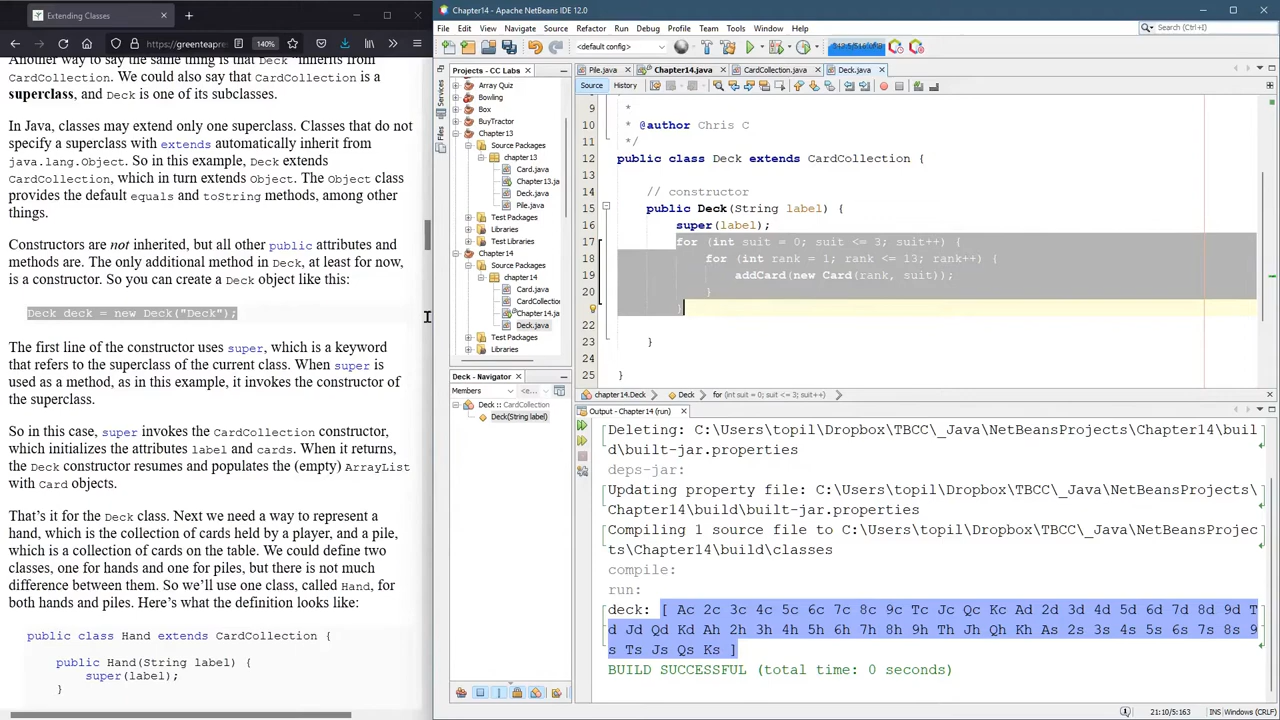 Extending Classes
https://greenteapre
140%
Another way to say the same thing is that Deck "inherits from"
CardCollection. We could also say that CardCollection is a
superclass, and Deck is one of its subclasses.
In Java, classes may extend only one superclass. Classes that do not
specify a superclass with extends automatically inherit from
java.lang.Object. So in this example, Deck extends
CardCollection, which in turn extends Object. The Object class
provides the default equals and toString methods, among other
things.
Constructors are not inherited, but all other public attributes and
methods are. The only additional method in Deck, at least for now,
is a constructor. So you can create a Deck object like this:
Deck deck = new Deck("Deck");
The first line of the constructor uses super, which is a keyword
that refers to the superclass of the current class. When super is
used as a method, as in this example, it invokes the constructor of
the superclass.
So in this case, super invokes the CardCollection constructor,
which initializes the attributes label and cards. When it returns,
the Deck constructor resumes and populates the (empty) ArrayList
with Card objects.
That's it for the Deck class. Next we need a way to represent a
hand, which is the collection of cards held by a player, and a pile,
which is a collection of cards on the table. We could define two
classes, one for hands and one for piles, but there is not much
difference between them. So we'll use one class, called Hand, for
both hands and piles. Here's what the definition looks like:
public class Hand extends CardCollection {
public Hand(String label) {
super(label);
}
Chapter14 - Apache NetBeans IDE 12.0
File Edit View Navigate Source Refactor Run Debug Profile Team Tools Window Help
Search (Ctrl+I)
<default config>
Projects - CC Labs
Services
Files
Array Quiz
Bowling
Box
BuyTractor
Chapter13
Source Packages
chapter13
Card.java
Chapter13.ja
Deck.java
Pile.java
Test Packages
Libraries
Test Libraries
Chapter14
Source Packages
chapter14
Card.java
CardCollectio
Chapter14.ja
Deck.java
Test Packages
Libraries
Deck - Navigator
Members
<e...
Deck :: CardCollection
Deck(String label)
Pile.java Chapter14.java CardCollection.java Deck.java
Source History
9 *
10 * @author Chris C
11 */
12 public class Deck extends CardCollection {
13
14 // constructor
15 public Deck(String label) {
16 super(label);
17 for (int suit = 0; suit <= 3; suit++) {
18 for (int rank = 1; rank <= 13; rank++) {
19 addCard(new Card(rank, suit));
20 }
}
22
23 }
24
25 }
chapter14.Deck Deck for (int suit = 0; suit <= 3; suit++)
Output - Chapter14 (run)
Deleting: C:\Users\topil\Dropbox\TBCC\_Java\NetBeansProjects\Chapter14\buil
d\built-jar.properties
deps-jar:
Updating property file: C:\Users\topil\Dropbox\TBCC\_Java\NetBeansProjects\
Chapter14\build\built-jar.properties
Compiling 1 source file to C:\Users\topil\Dropbox\TBCC\_Java\NetBeansProjec
ts\Chapter14\build\classes
compile:
run:
deck: [ Ac 2c 3c 4c 5c 6c 7c 8c 9c Tc Jc Qc Kc Ad 2d 3d 4d 5d 6d 7d 8d 9d T
d Jd Qd Kd Ah 2h 3h 4h 5h 6h 7h 8h 9h Th Jh Qh Kh As 2s 3s 4s 5s 6s 7s 8s 9
s Ts Js Qs Ks ]
BUILD SUCCESSFUL (total time: 0 seconds)
21:10/5:163
INS Windows (CRLF)